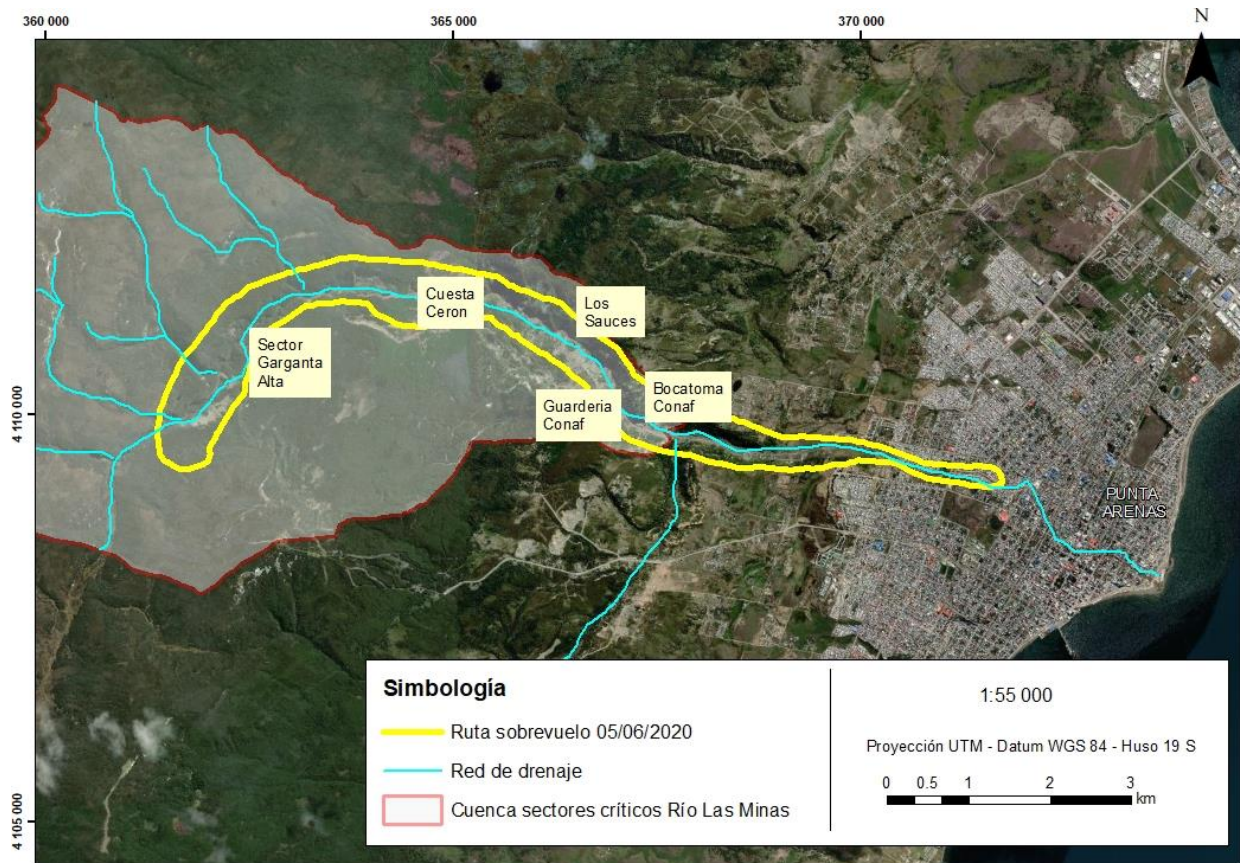 360 000
365 000
370 000
N
Cuesta
Ceron
Los
Sauces
Sector
Garganta
Alta
4 110 000
Guarderia
Conaf
Bocatoma
Conaf
PUNTA
ARENAS
4 105 000
Simbología
Ruta sobrevuelo 05/06/2020
Red de drenaje
Cuenca sectores críticos Río Las Minas
1:55 000
Proyección UTM - Datum WGS 84 - Huso 19 S
0 0.5 1 2 3
km